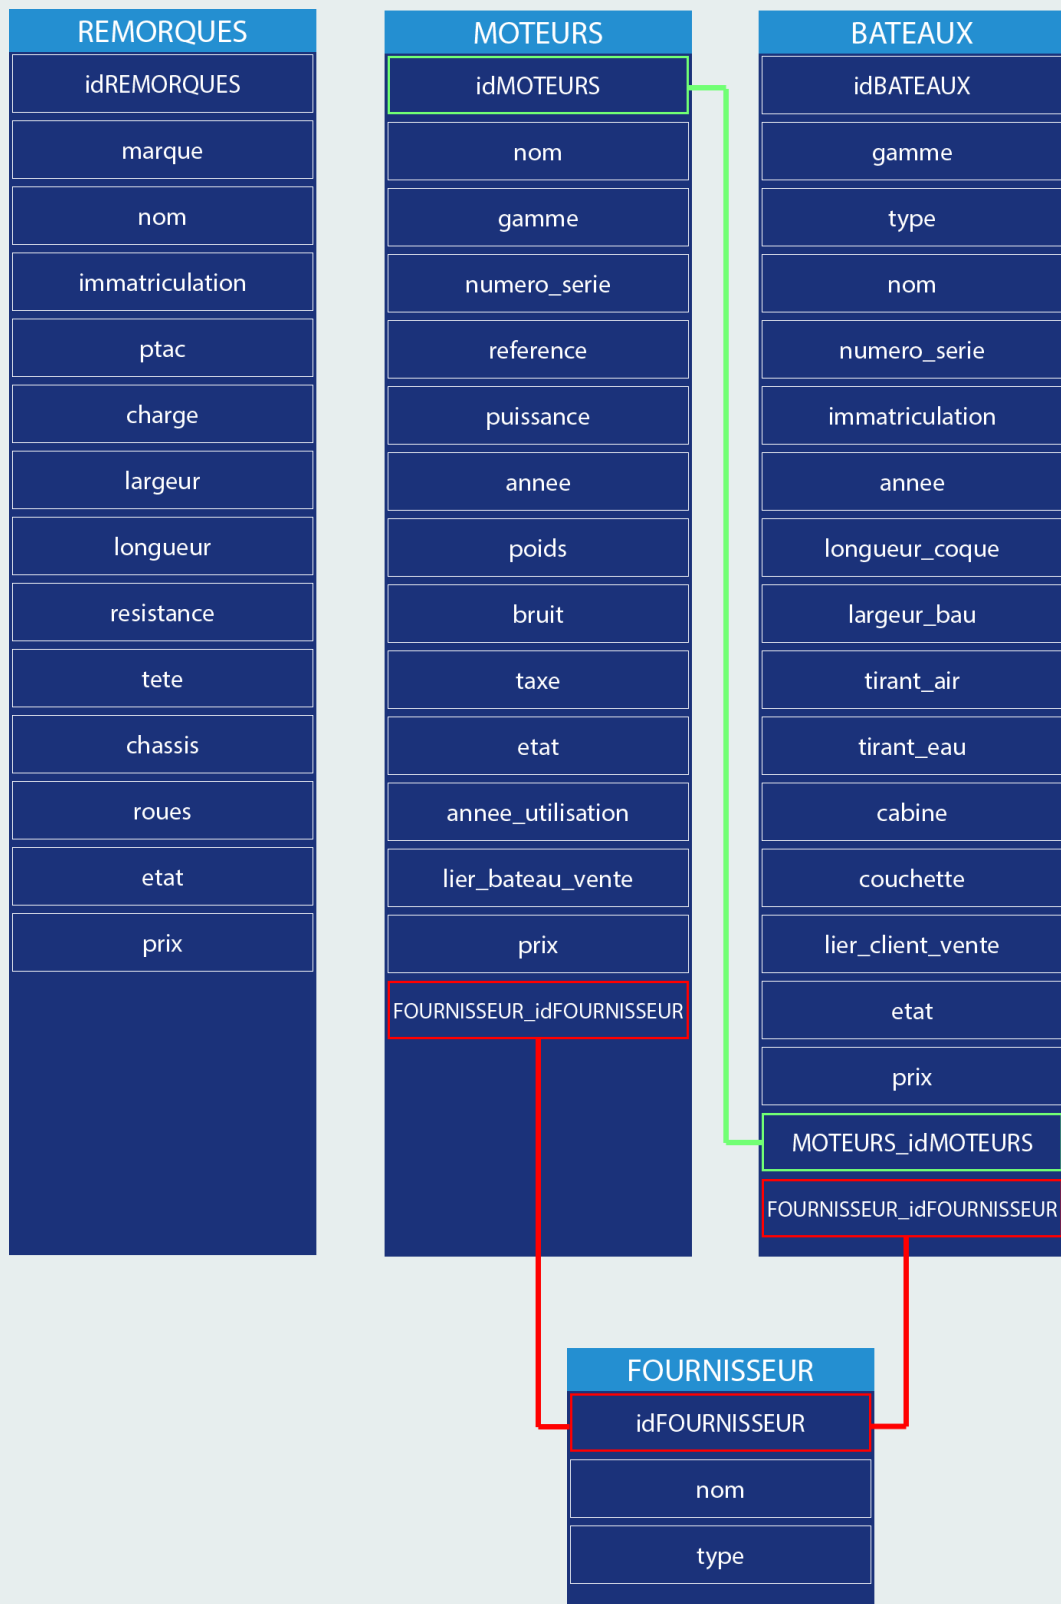 REMORQUES
idREMORQUES
marque
nom
immatriculation
ptac
charge
largeur
longueur
resistance
tete
chassis
roues
etat
prix
MOTEURS
idMOTEURS
nom
gamme
numero_serie
reference
puissance
annee
poids
bruit
taxe
etat
annee_utilisation
lier_bateau_vente
prix
FOURNISSEUR_idFOURNISSEUR
BATEAUX
idBATEAUX
gamme
type
nom
numero_serie
immatriculation
annee
longueur_coque
largeur_bau
tirant_air
tirant_eau
cabine
couchette
lier_client_vente
etat
prix
MOTEURS_idMOTEURS
FOURNISSEUR_idFOURNISSEUR
FOURNISSEUR
idFOURNISSEUR
nom
type